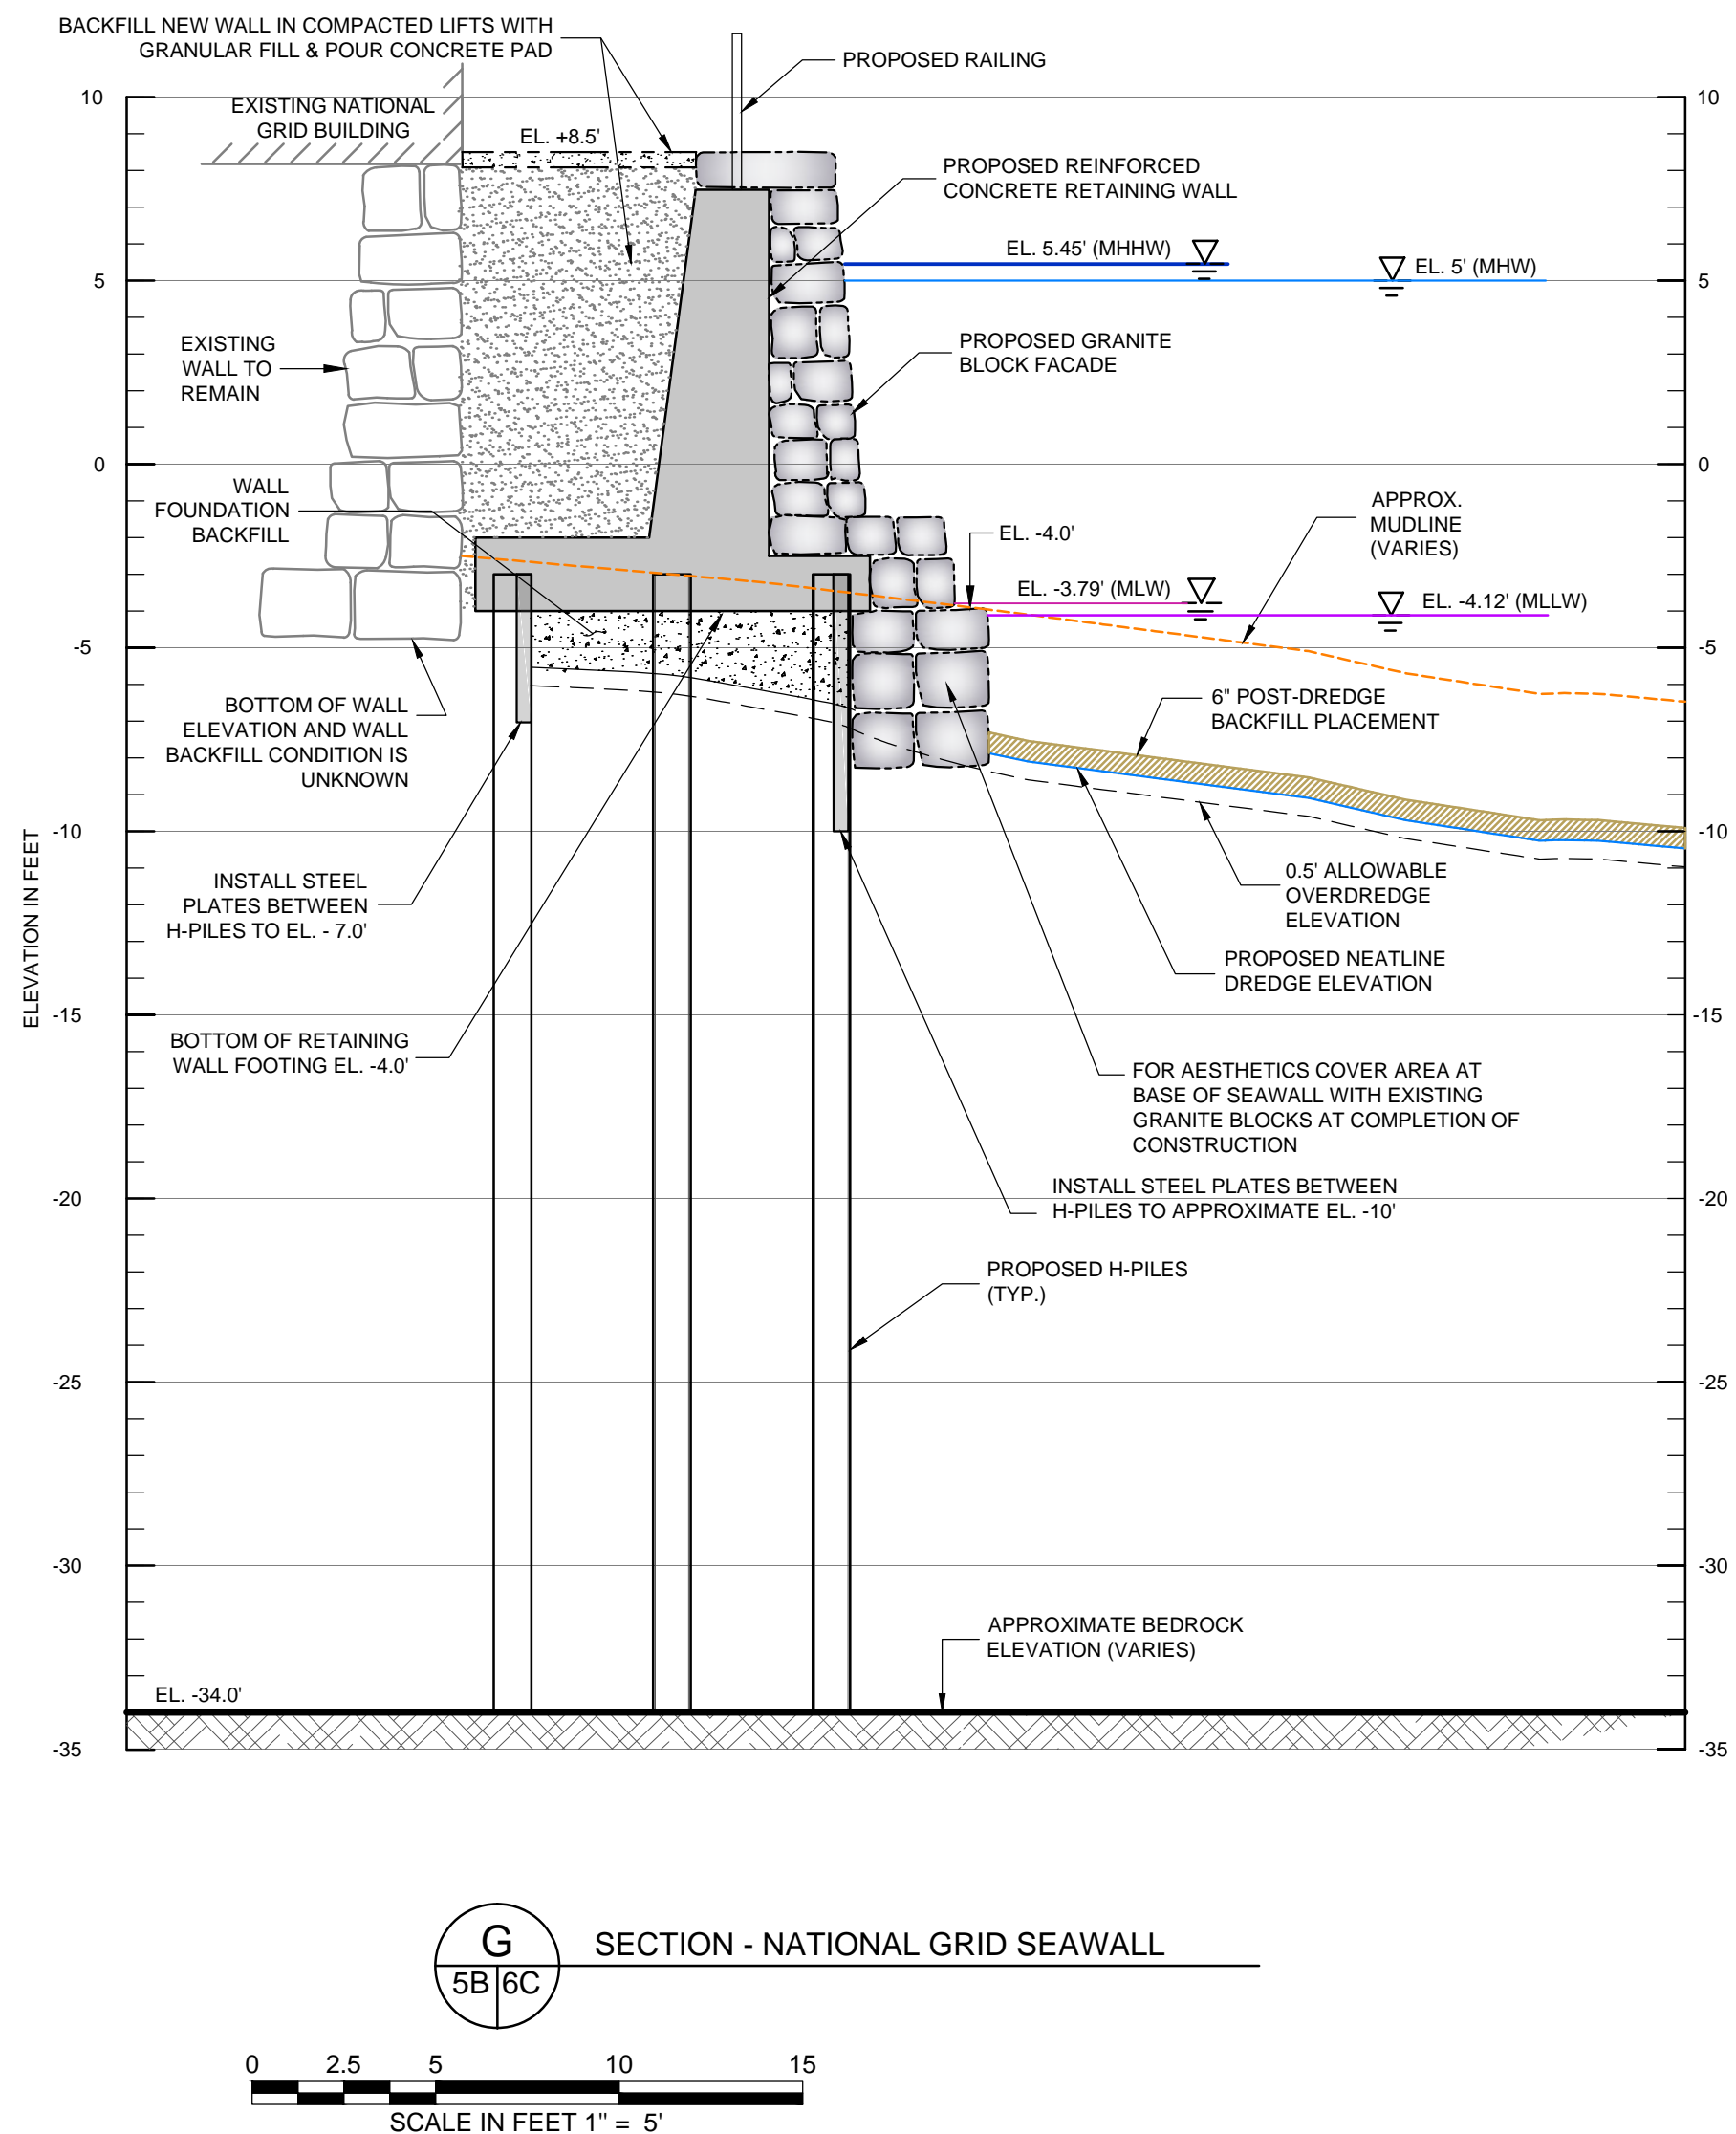 BACKFILL NEW WALL IN COMPACTED LIFTS WITH
GRANULAR FILL & POUR CONCRETE PAD
PROPOSED RAILING
10
10
EXISTING NATIONAL
GRID BUILDING
EL. +8.5'
PROPOSED REINFORCED
CONCRETE RETAINING WALL
EL. 5.45' (MHHW)
EL. 5' (MHW)
5
5
EXISTING
WALL TO
REMAIN
PROPOSED GRANITE
BLOCK FACADE
0
0
WALL
FOUNDATION
BACKFILL
APPROX.
MUDLINE
(VARIES)
EL. -4.0'
EL. -3.79' (MLW)
EL. -4.12' (MLLW)
-5
-5
BOTTOM OF WALL
ELEVATION AND WALL
BACKFILL CONDITION IS
UNKNOWN
6" POST-DREDGE
BACKFILL PLACEMENT
-10
-10
ELEVATION IN FEET
INSTALL STEEL
PLATES BETWEEN
H-PILES TO EL. - 7.0'
0.5' ALLOWABLE
OVERDREDGE
ELEVATION
PROPOSED NEATLINE
DREDGE ELEVATION
-15
-15
BOTTOM OF RETAINING
WALL FOOTING EL. -4.0'
FOR AESTHETICS COVER AREA AT
BASE OF SEAWALL WITH EXISTING
GRANITE BLOCKS AT COMPLETION OF
CONSTRUCTION
INSTALL STEEL PLATES BETWEEN
H-PILES TO APPROXIMATE EL. -10'
-20
-20
PROPOSED H-PILES
(TYP.)
-25
-25
-30
-30
APPROXIMATE BEDROCK
ELEVATION (VARIES)
EL. -34.0'
-35
-35
G
5B 6C
SECTION - NATIONAL GRID SEAWALL
0 2.5 5 10 15
SCALE IN FEET 1" = 5'